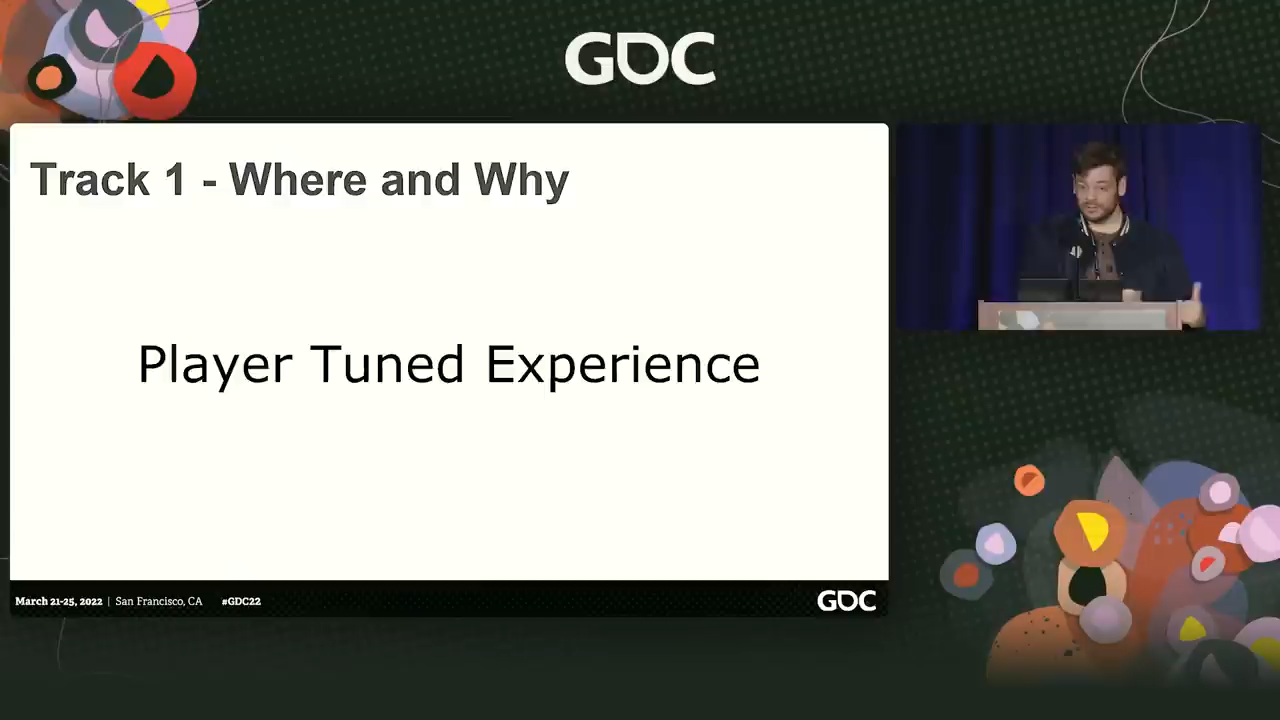 GDC
Track 1 - Where and Why
Player Tuned Experience
March 21-25, 2022 | San Francisco, CA #GDC22
GDC